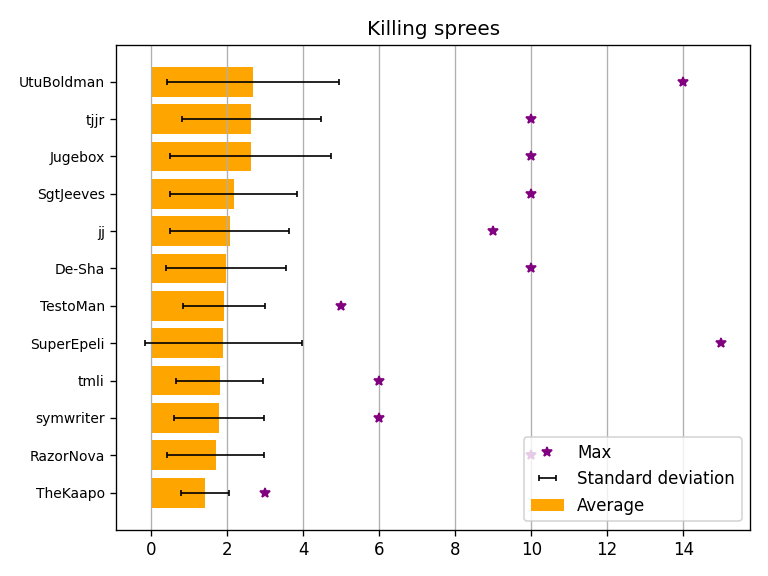 Killing sprees
UtuBoldman
tjjr
Jugebox
SgtJeeves
jj
De-Sha
TestoMan
SuperEpeli
tmli
symwriter
RazorNova
TheKaapo
Max
Standard deviation
Average
0 2 4 6 8 10 12 14